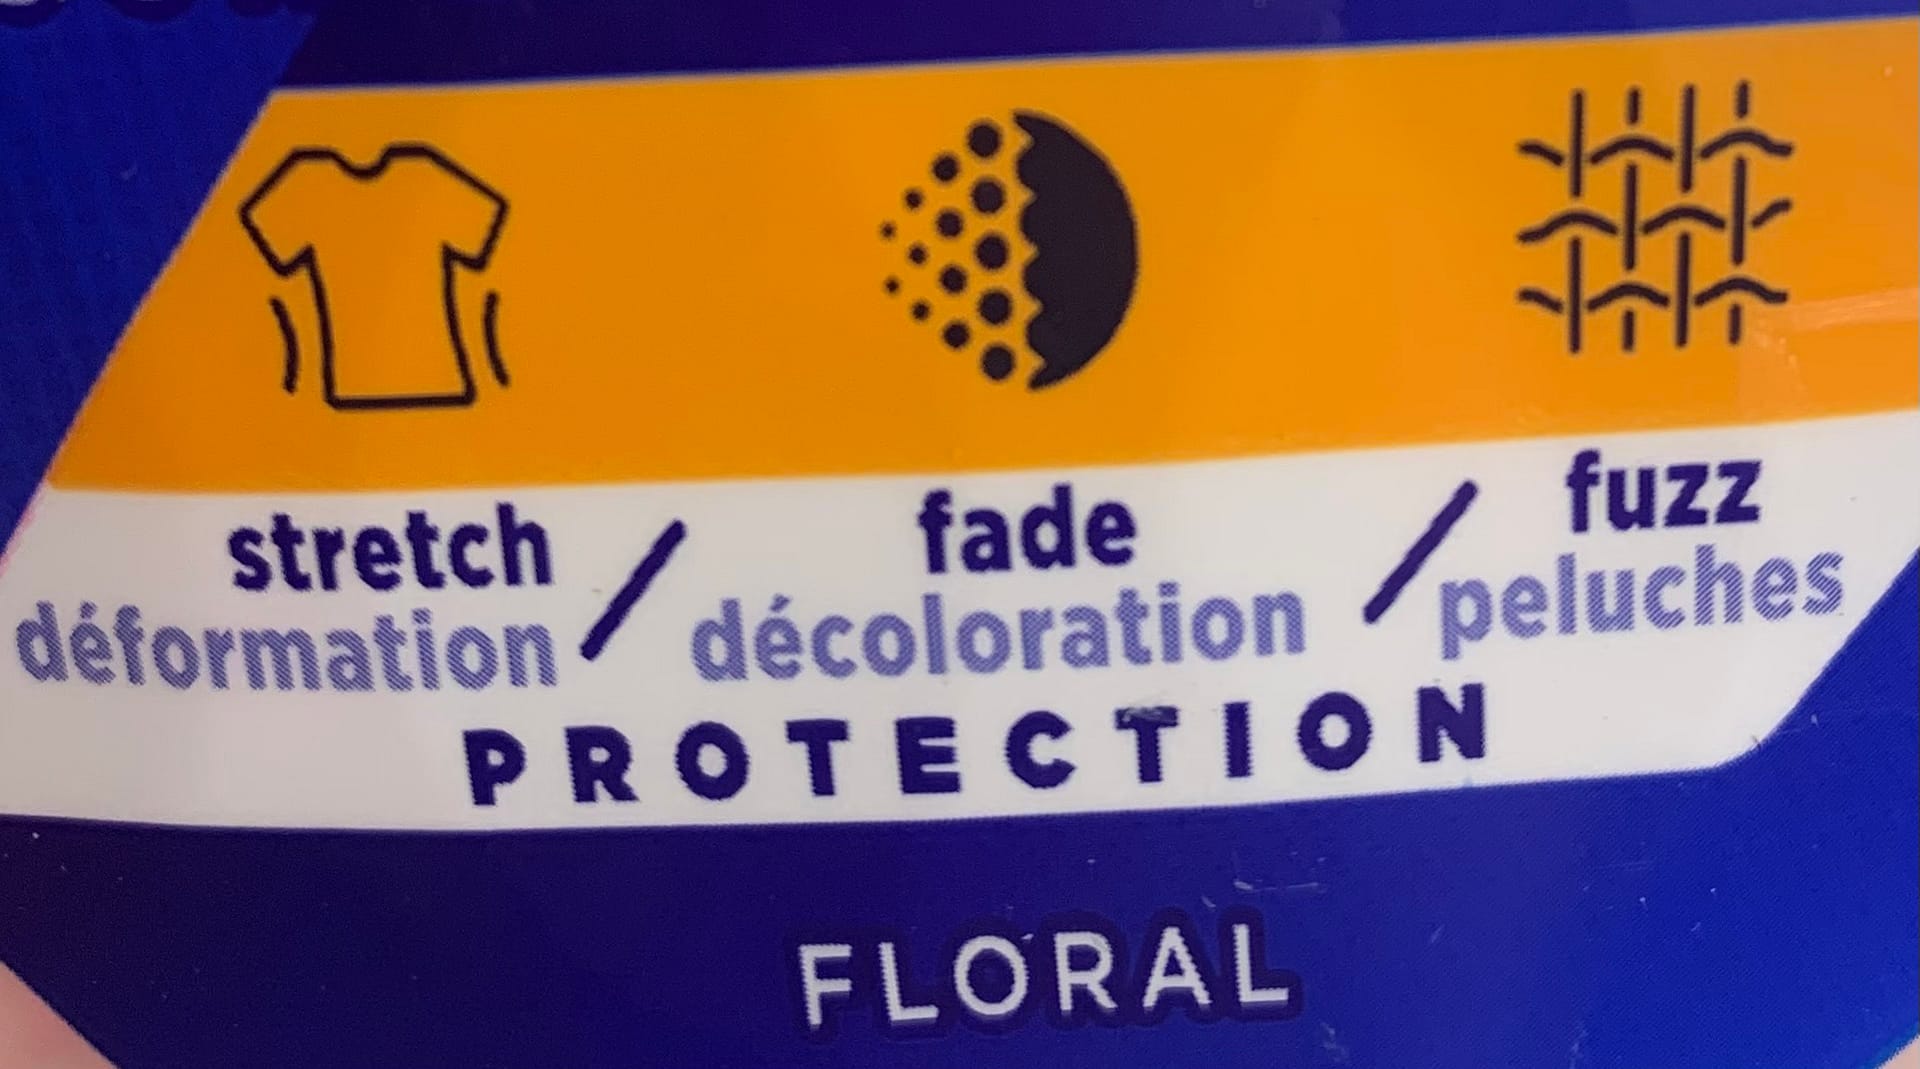 stretch / fade / fuzz
déformation décoloration peluches
PROTECTION
FLORAL